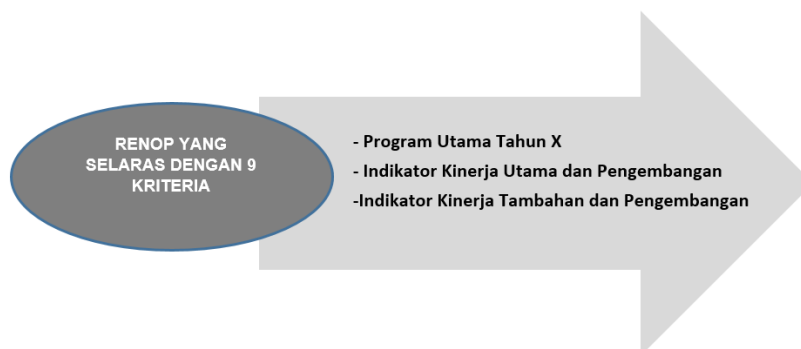 RENOP YANG
SELARAS DENGAN 9
KRITERIA
- Program Utama Tahun X
- Indikator Kinerja Utama dan Pengembangan
-Indikator Kinerja Tambahan dan Pengembangan